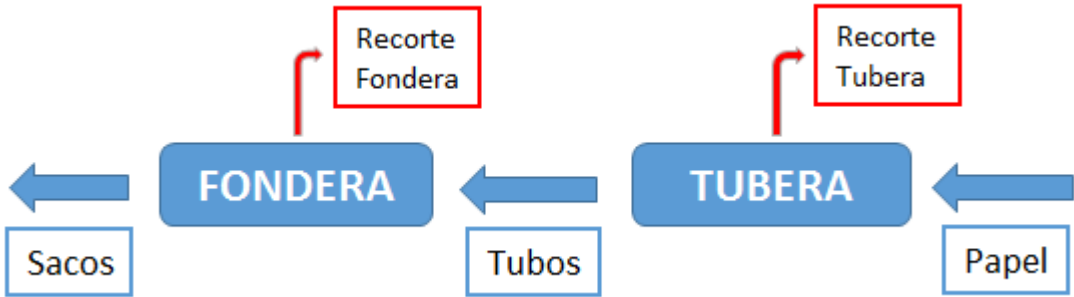 Recorte
Fondera
Recorte
Tubera
FONDERA
TUBERA
Sacos
Tubos
Papel